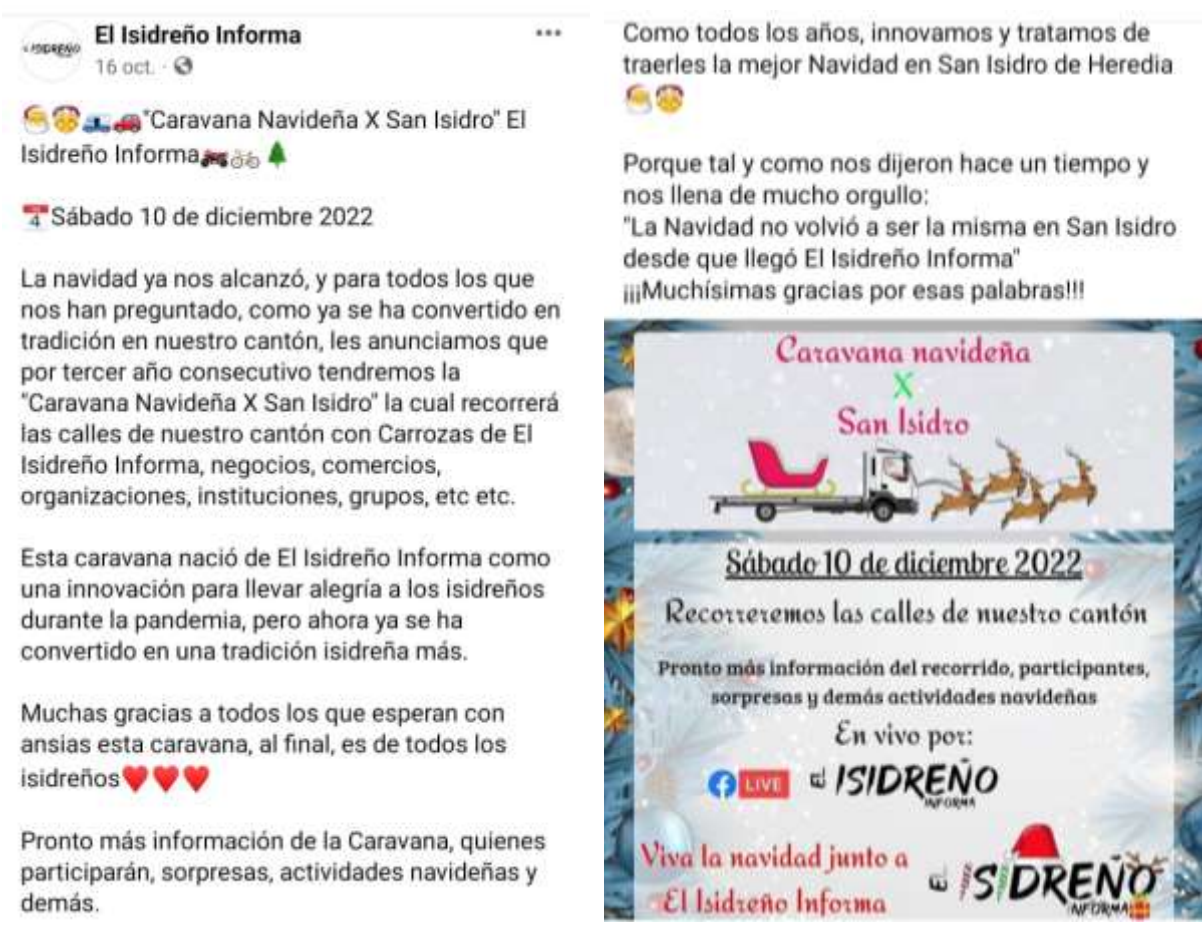 El Isidreño Informa
16 oct.
ISIDREÑO
"Caravana Navideña X San Isidro" El
Isidreño Informa
4
Sábado 10 de diciembre 2022
La navidad ya nos alcanzó, y para todos los que
nos han preguntado, como ya se ha convertido en
tradición en nuestro cantón, les anunciamos que
por tercer año consecutivo tendremos la
"Caravana Navideña X San Isidro" la cual recorrerá
las calles de nuestro cantón con Carrozas de El
Isidreño Informa, negocios, comercios,
organizaciones, instituciones, grupos, etc etc.
Esta caravana nació de El Isidreño Informa como
una innovación para llevar alegría a los isidreños
durante la pandemia, pero ahora ya se ha
convertido en una tradición isidreña más.
Muchas gracias a todos los que esperan con
ansias esta caravana, al final, es de todos los
isidreños
Pronto más información de la Caravana, quienes
participarán, sorpresas, actividades navideñas y
demás.
Como todos los años, innovamos y tratamos de
traerles la mejor Navidad en San Isidro de Heredia
Porque tal y como nos dijeron hace un tiempo y
nos llena de mucho orgullo:
"La Navidad no volvió a ser la misma en San Isidro
desde que llegó El Isidreño Informa"
¡¡¡Muchísimas gracias por esas palabras!!!
Caravana navideña
X
San Isidro
Sábado 10 de diciembre 2022
Recorreremos las calles de nuestro cantón
Pronto más información del recorrido, participantes,
sorpresas y demás actividades navideñas
En vivo por:
LIVE EL ISIDREÑO
INFORMA
Viva la navidad junto a
El Isidreño Informa
EL ISIDREÑO
INFORMA